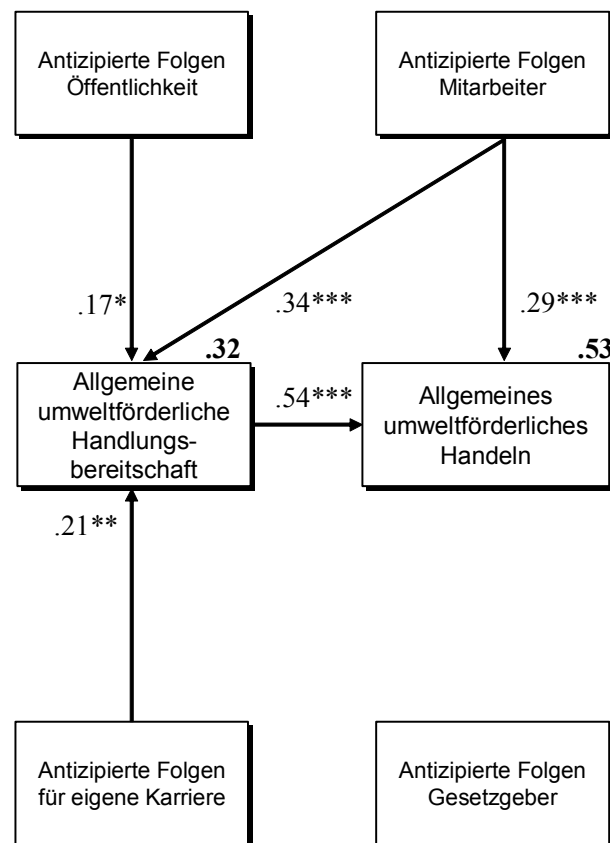 Antizipierte Folgen
Öffentlichkeit
Antizipierte Folgen
Mitarbeiter
.17*
.34***
.29***
.32
.53
Allgemeine
umweltförderliche
Handlungs-
bereitschaft
.54***
Allgemeines
umweltförderliches
Handeln
.21**
Antizipierte Folgen
für eigene Karriere
Antizipierte Folgen
Gesetzgeber